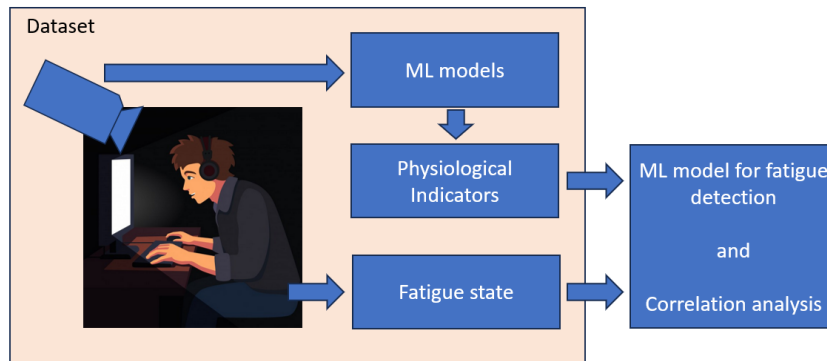 Dataset
ML models
Physiological
Indicators
Fatigue state
ML model for fatigue
detection
and
Correlation analysis